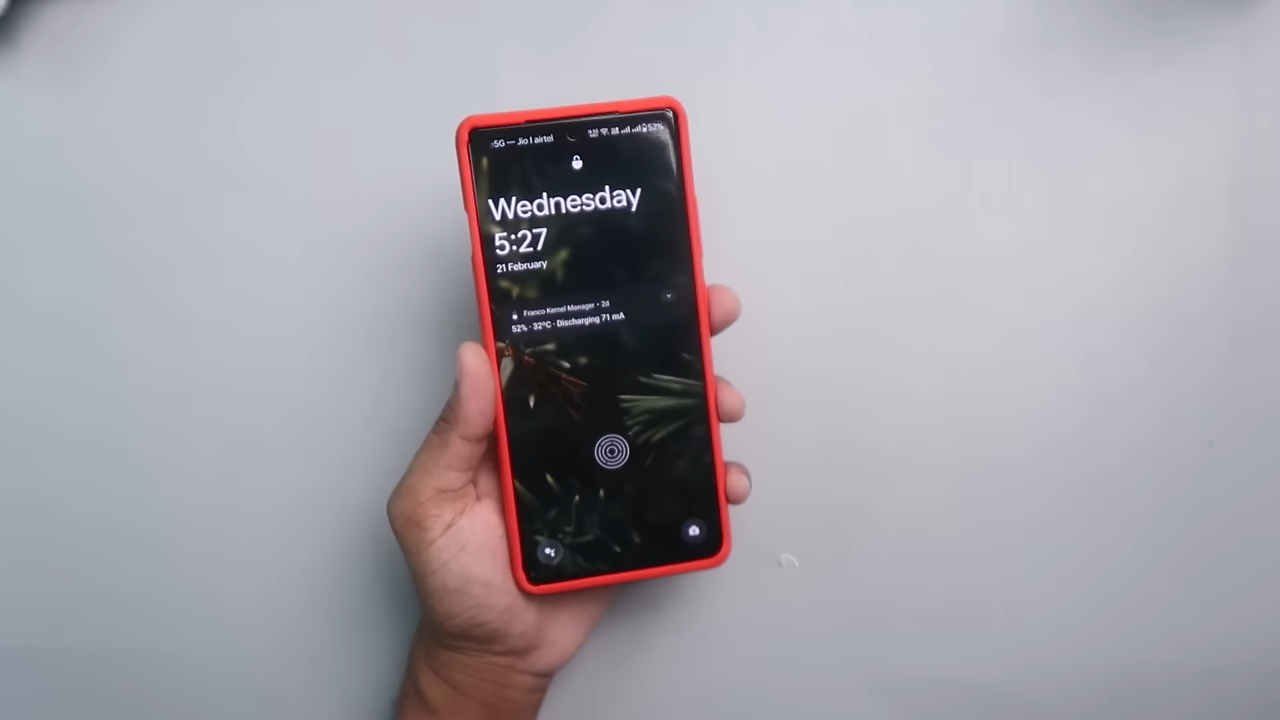 5G — Jio | airtel 52%
Wednesday
5:27
21 February
Franco Kernel Manager • 2d
52% · 32°C · Discharging 71 mA